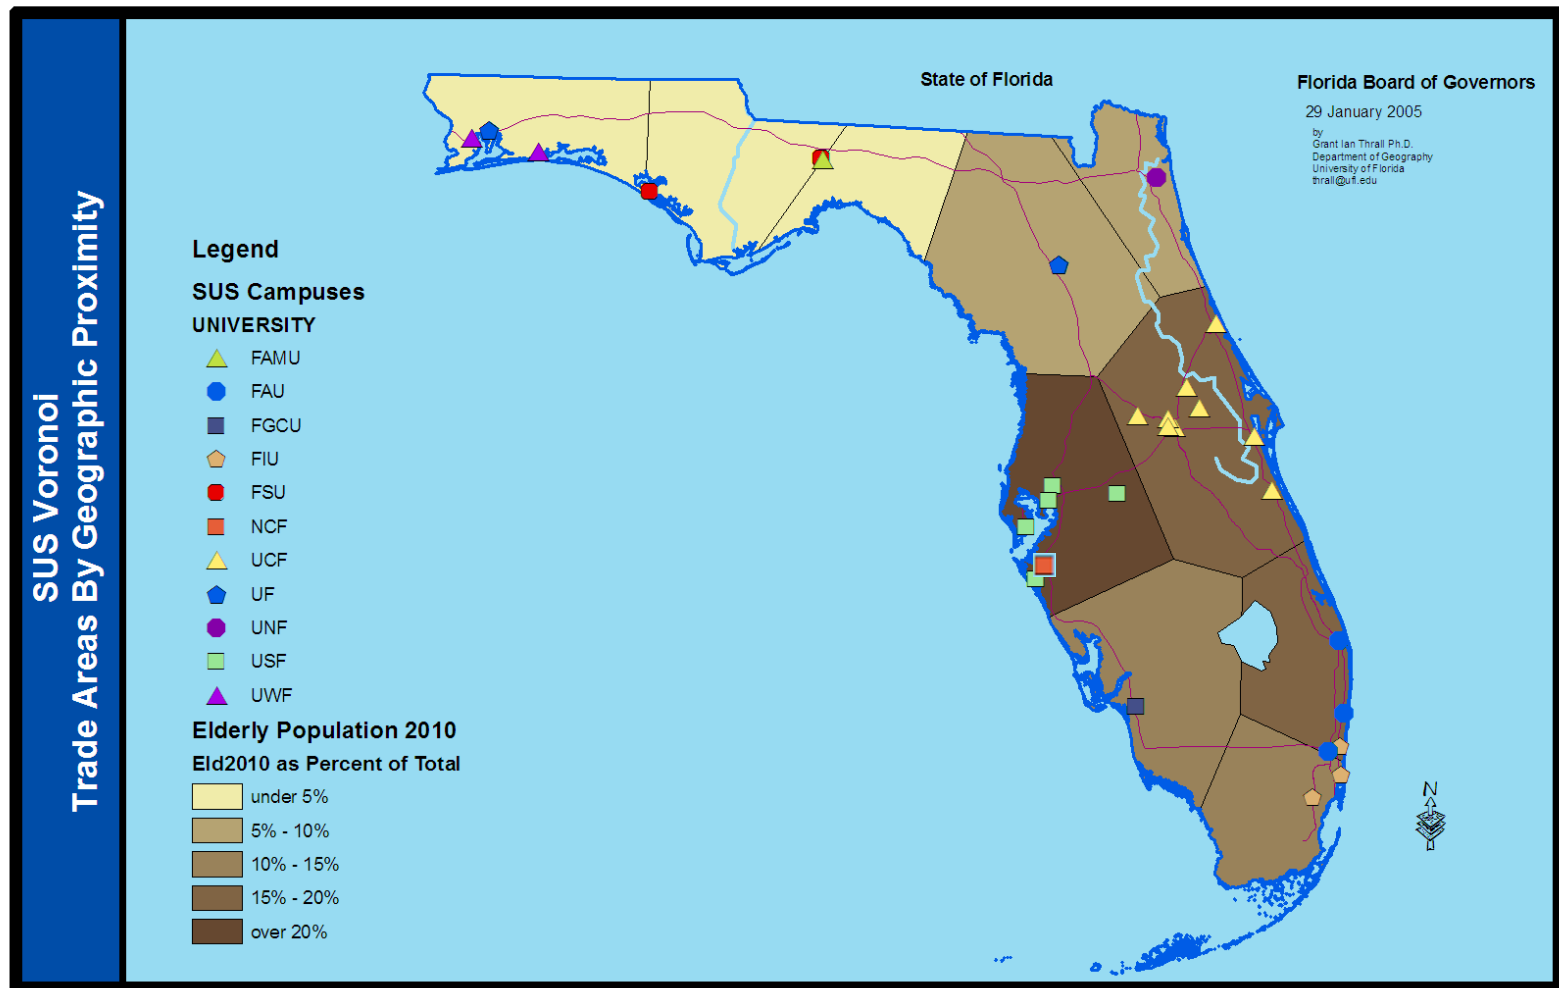 SUS Voronoi
Trade Areas By Geographic Proximity
State of Florida
Florida Board of Governors
29 January 2005
by
Grant Ian Thrall Ph.D.
Department of Geography
University of Florida
thrall@ufl.edu
Legend
SUS Campuses
UNIVERSITY
FAMU
FAU
FGCU
FIU
FSU
NCF
UCF
UF
UNF
USF
UWF
Elderly Population 2010
Eld2010 as Percent of Total
under 5%
5% - 10%
10% - 15%
15% - 20%
over 20%
N